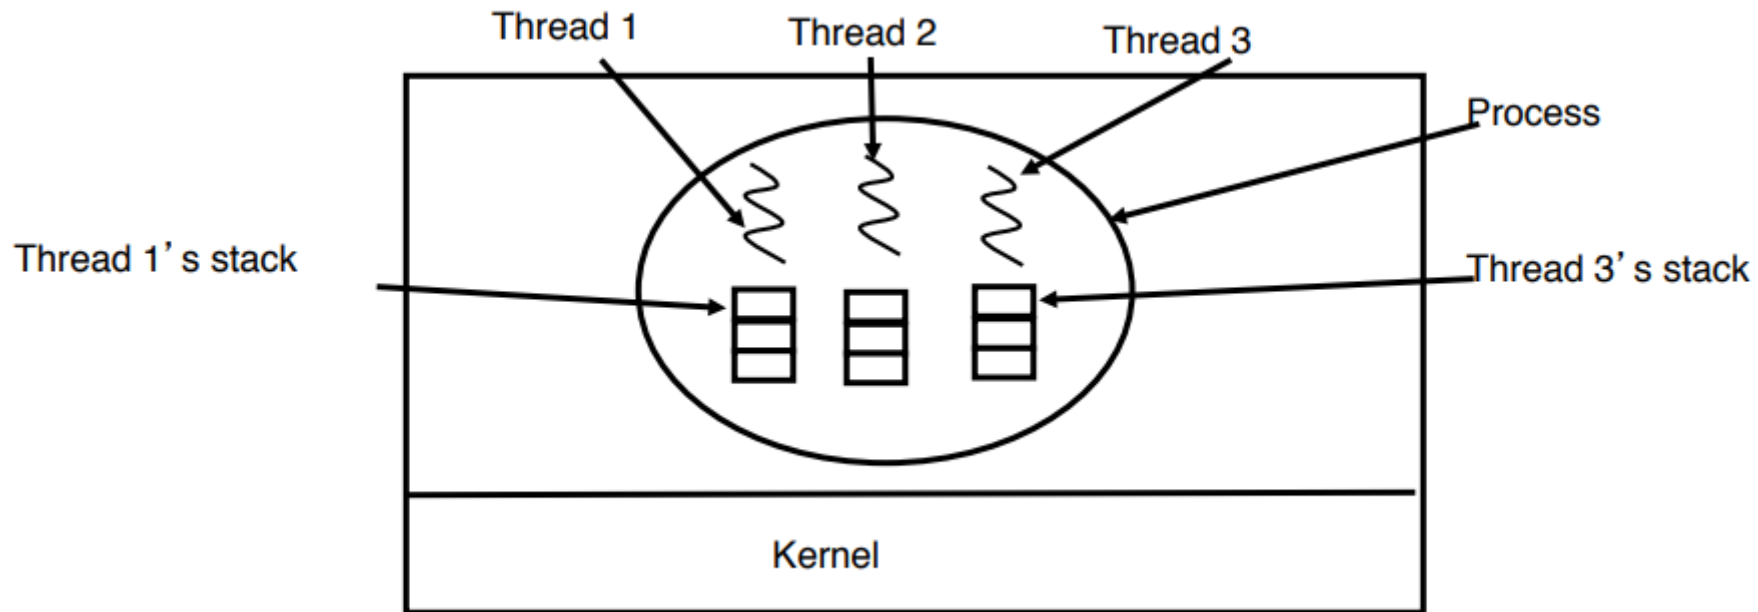 Thread 1
Thread 2
Thread 3
Process
Thread 1’s stack
Thread 3’s stack
Kernel